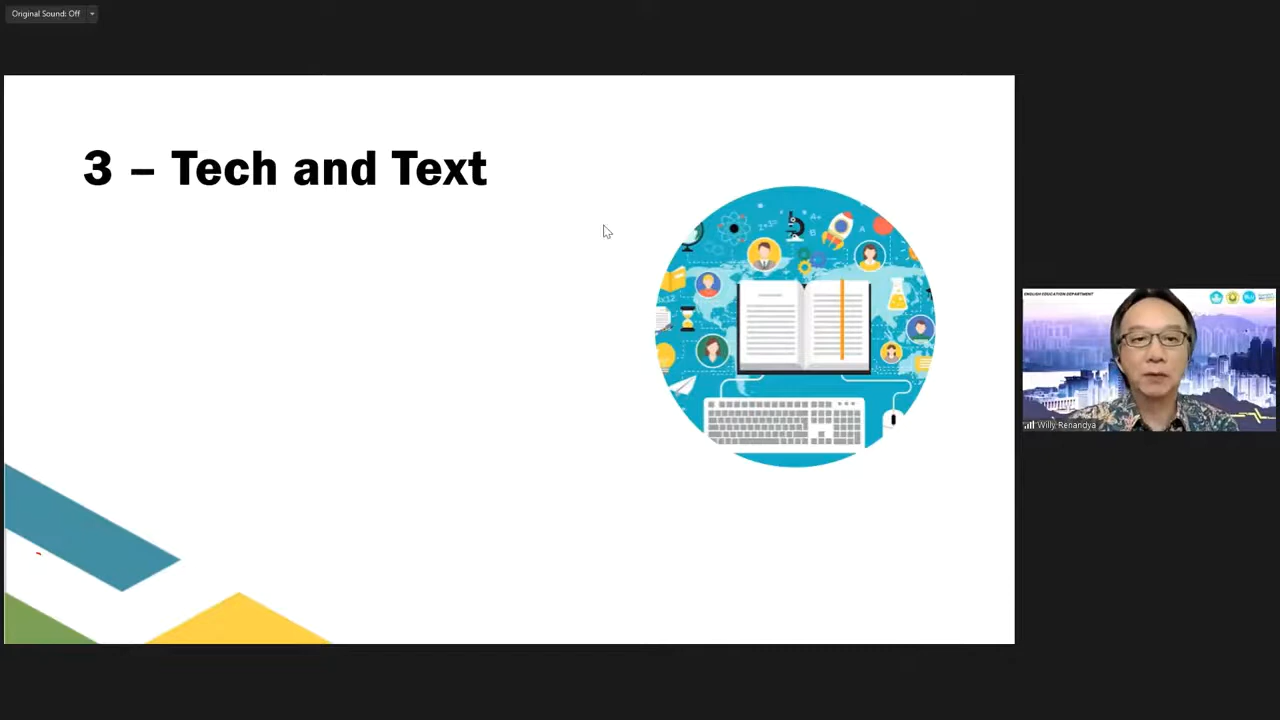 Original Sound: Off
3 – Tech and Text
ENGLISH EDUCATION DEPARTMENT
Willy Renandya